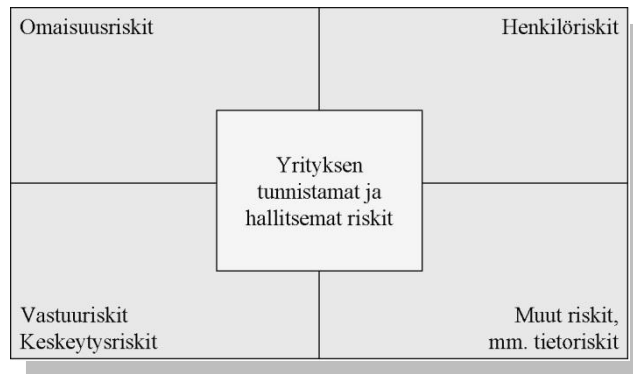 Omaisuusriskit
Henkilöriskit
Yrityksen
tunnistamat ja
hallitsemat riskit
Vastuuriskit
Keskeytysriskit
Muut riskit,
mm. tietoriskit